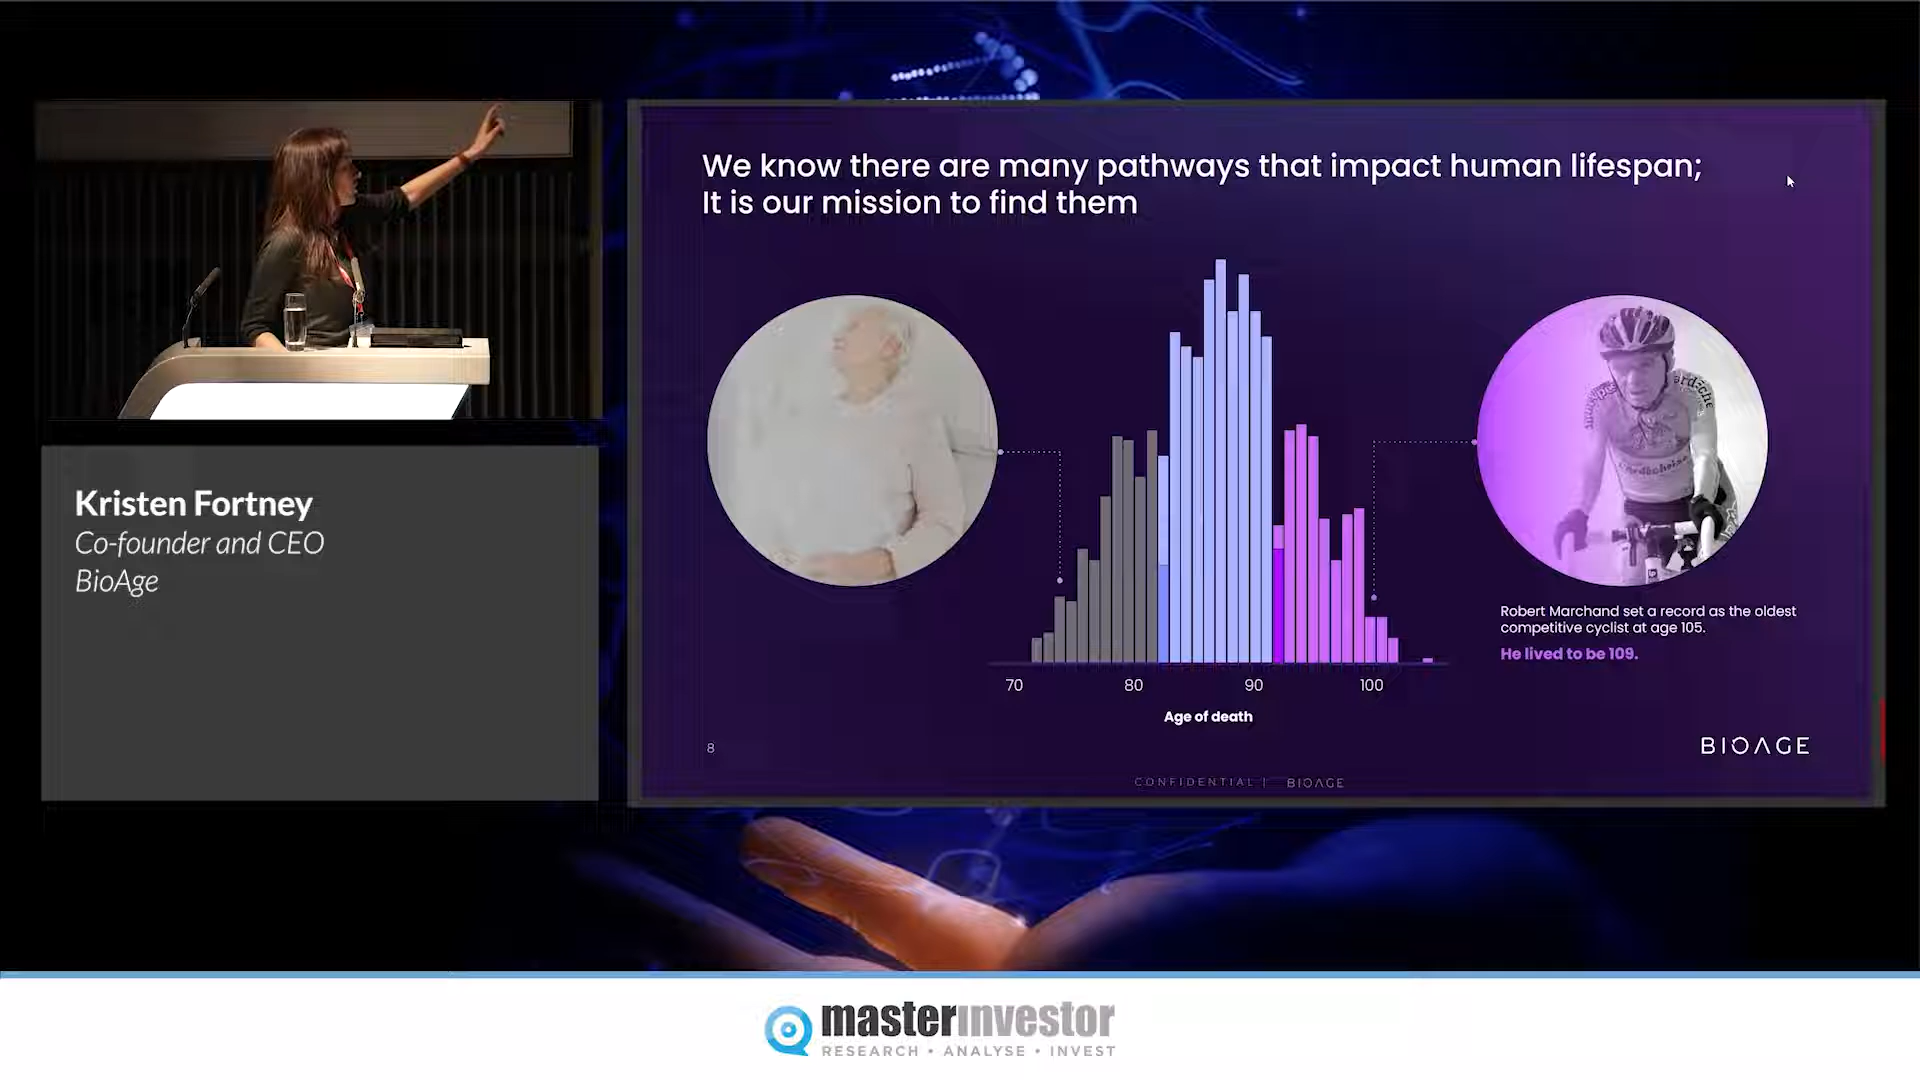 We know there are many pathways that impact human lifespan;
It is our mission to find them
Kristen Fortney
Co-founder and CEO
BioAge
Robert Marchand set a record as the oldest
competitive cyclist at age 105.
He lived to be 109.
70 80 90 100
Age of death
8
BIOAGE
CONFIDENTIAL | BIOAGE
masterinvestor
RESEARCH • ANALYSE • INVEST